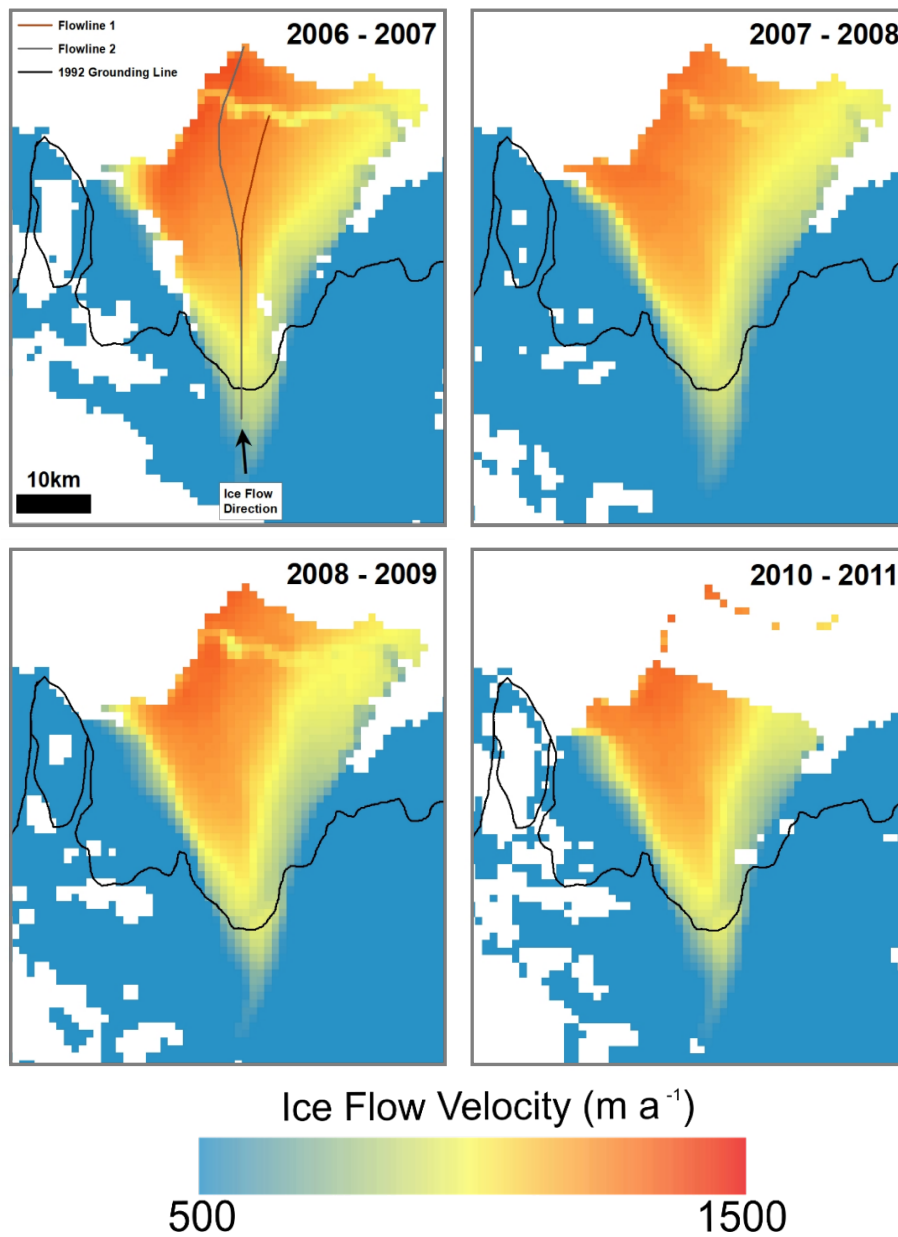 Flowline 1
Flowline 2
1992 Grounding Line
2006 - 2007
2007 - 2008
10km
Ice Flow
Direction
2008 - 2009
2010 - 2011
Ice Flow Velocity (m a⁻¹)
500
1500